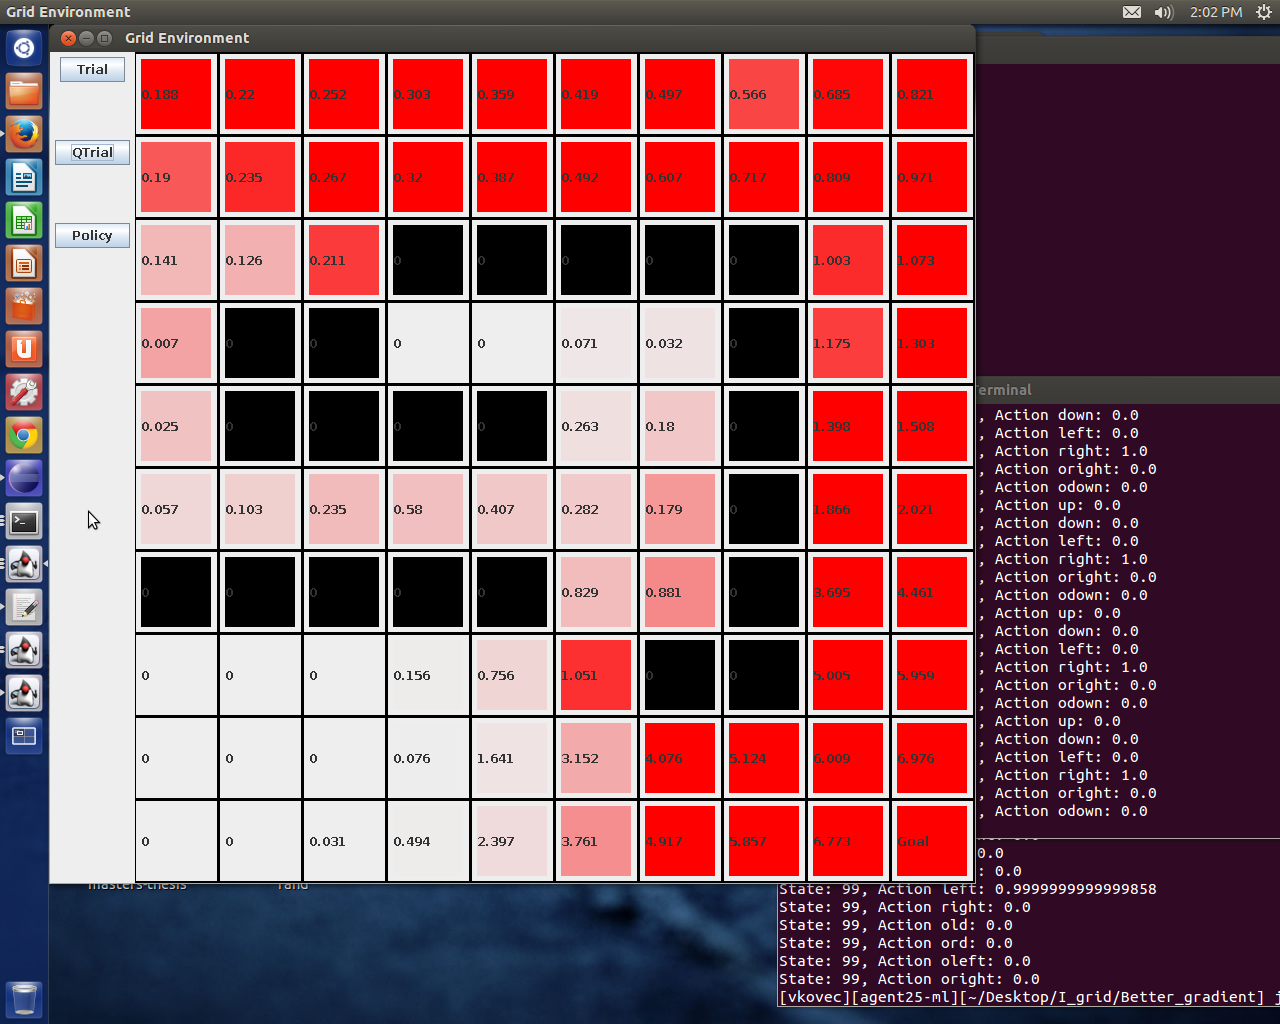 Grid Environment
2:02 PM
Grid Environment
Trial
0.188 0.22 0.252 0.303 0.359 0.419 0.497 0.566 0.685 0.821
QTrial
0.19 0.235 0.267 0.32 0.387 0.492 0.607 0.717 0.809 0.971
Policy
0.141 0.126 0.211 0 0 0 0 0 1.003 1.073
0.007 0 0 0 0 0.071 0.032 0 1.175 1.303
0.025 0 0 0 0 0.263 0.18 0 1.398 1.508
0.057 0.103 0.235 0.58 0.407 0.282 0.179 0 1.866 2.021
0 0 0 0 0 0.829 0.881 0 3.695 4.461
0 0 0 0.156 0.756 1.051 0 0 5.005 5.959
0 0 0 0.076 1.641 3.152 4.076 5.124 6.009 6.976
0 0 0.031 0.494 2.397 3.761 4.917 5.857 6.773 Goal
erminal
, Action down: 0.0
, Action left: 0.0
, Action right: 1.0
, Action oright: 0.0
, Action odown: 0.0
, Action up: 0.0
, Action down: 0.0
, Action left: 0.0
, Action right: 1.0
, Action oright: 0.0
, Action odown: 0.0
, Action up: 0.0
, Action down: 0.0
, Action left: 0.0
, Action right: 1.0
, Action oright: 0.0
, Action odown: 0.0
, Action up: 0.0
, Action down: 0.0
, Action left: 0.0
, Action right: 1.0
, Action oright: 0.0
, Action odown: 0.0
0.0
: 0.0
State: 99, Action left: 0.9999999999999858
State: 99, Action right: 0.0
State: 99, Action old: 0.0
State: 99, Action ord: 0.0
State: 99, Action oleft: 0.0
State: 99, Action oright: 0.0
[vkovec][agent25-ml][~/Desktop/I_grid/Better_gradient] j
masters-thesis
rand